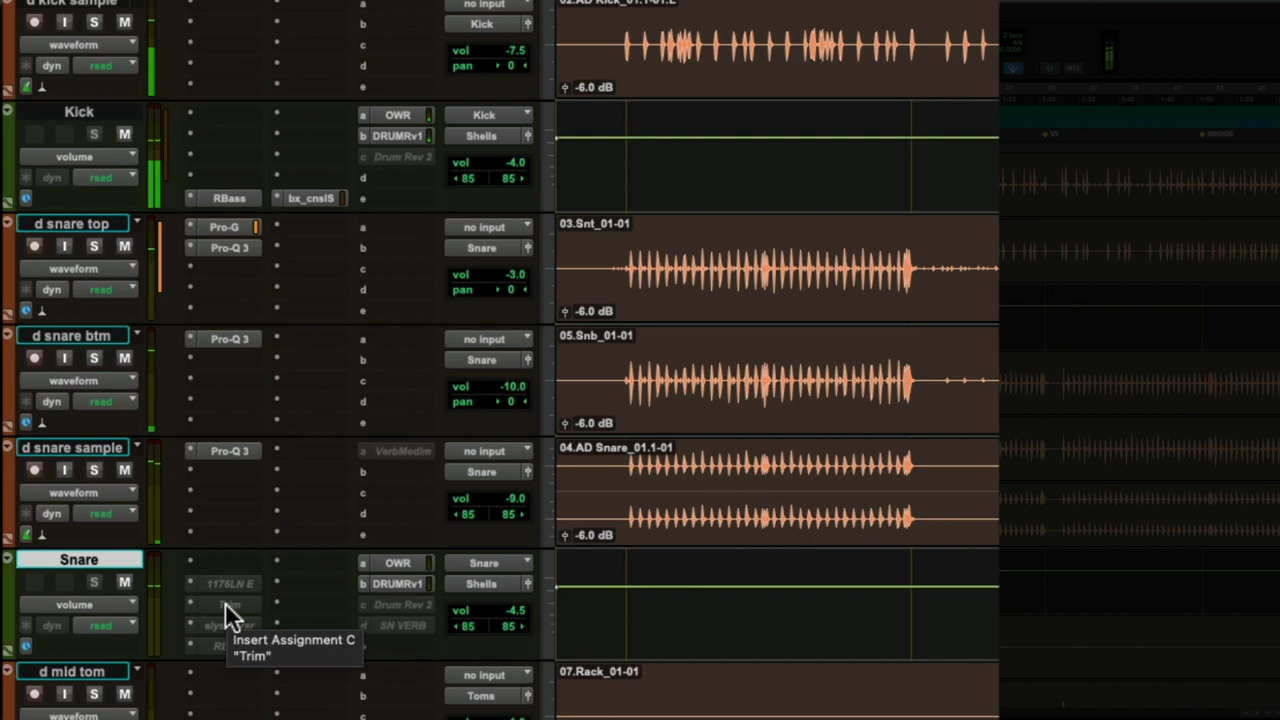 d kick sample
a
no input
02.AD Kick_01.1-01.L
I S M
b
Kick
waveform
c
vol -7.5
dyn read
d
pan 0
e
-6.0 dB
Kick
a OWR
Kick
S M
b DRUMRv1
Shells
volume
c Drum Rev 2
vol -4.0
dyn read
d
85 85
RBass
bx_cnslS
e
d snare top
Pro-G
a
no input
03.Snt_01-01
I S M
Pro-Q 3
b
Snare
waveform
c
vol -3.0
dyn read
d
pan 0
e
-6.0 dB
d snare btm
Pro-Q 3
a
no input
05.Snb_01-01
I S M
b
Snare
waveform
c
vol -10.0
dyn read
d
pan 0
e
-6.0 dB
d snare sample
Pro-Q 3
a VerbMedim
no input
04.AD Snare_01.1-01
I S M
b
Snare
waveform
c
vol -9.0
dyn read
d
85 85
e
-6.0 dB
Snare
a OWR
Snare
S M
1176LN E
b DRUMRv1
Shells
volume
c Drum Rev 2
vol -4.5
dyn read
d SN VERB
85 85
Insert Assignment C
"Trim"
d mid tom
a
no input
07.Rack_01-01
I S M
b
Toms
waveform
2 bars
MTC
V3
BRIDGE